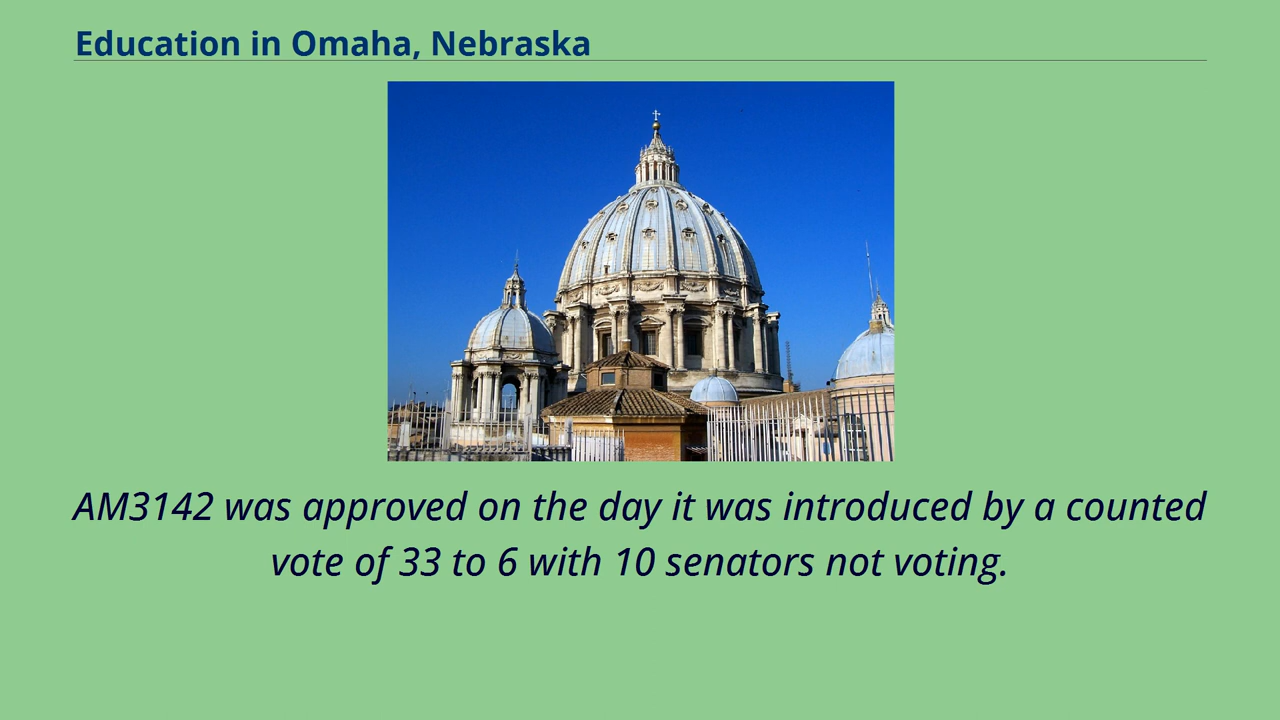 Education in Omaha, Nebraska
AM3142 was approved on the day it was introduced by a counted
vote of 33 to 6 with 10 senators not voting.